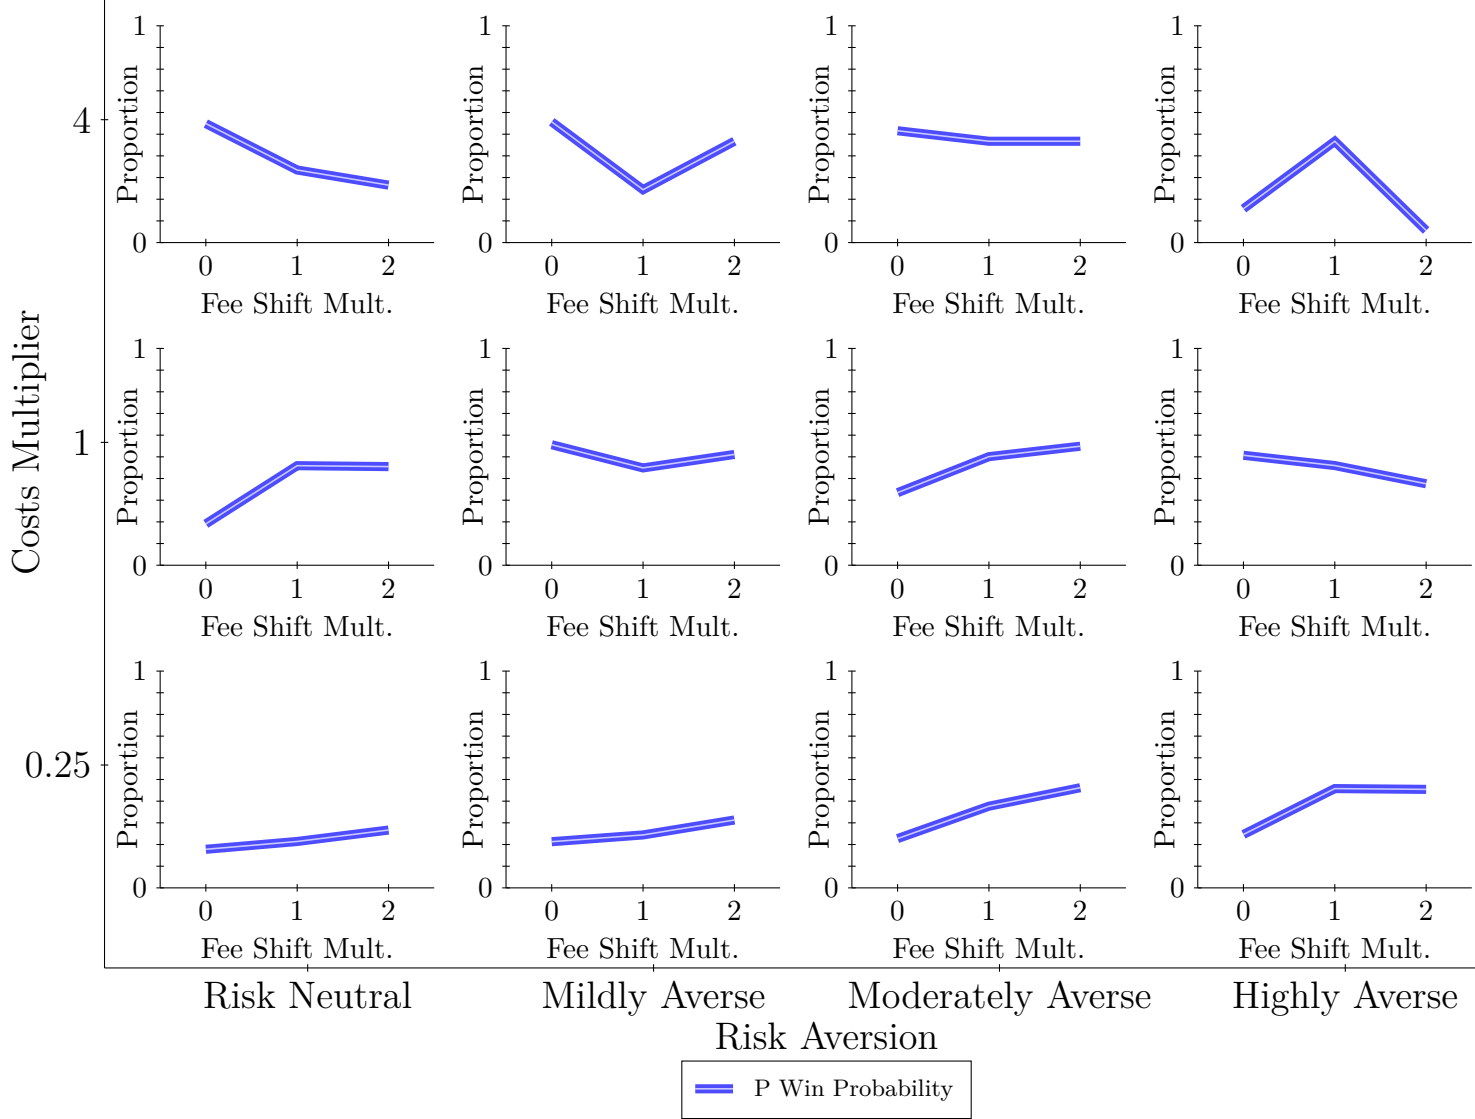 1
1
1
1
Proportion
Proportion
Proportion
Proportion
4
0
0
0
0
0 1 2
0 1 2
0 1 2
0 1 2
Fee Shift Mult.
Fee Shift Mult.
Fee Shift Mult.
Fee Shift Mult.
Costs Multiplier
1
1
1
1
Proportion
Proportion
Proportion
Proportion
1
0
0
0
0
0 1 2
0 1 2
0 1 2
0 1 2
Fee Shift Mult.
Fee Shift Mult.
Fee Shift Mult.
Fee Shift Mult.
1
1
1
1
Proportion
Proportion
Proportion
Proportion
0.25
0
0
0
0
0 1 2
0 1 2
0 1 2
0 1 2
Fee Shift Mult.
Fee Shift Mult.
Fee Shift Mult.
Fee Shift Mult.
Risk Neutral
Mildly Averse
Moderately Averse
Highly Averse
Risk Aversion
P Win Probability